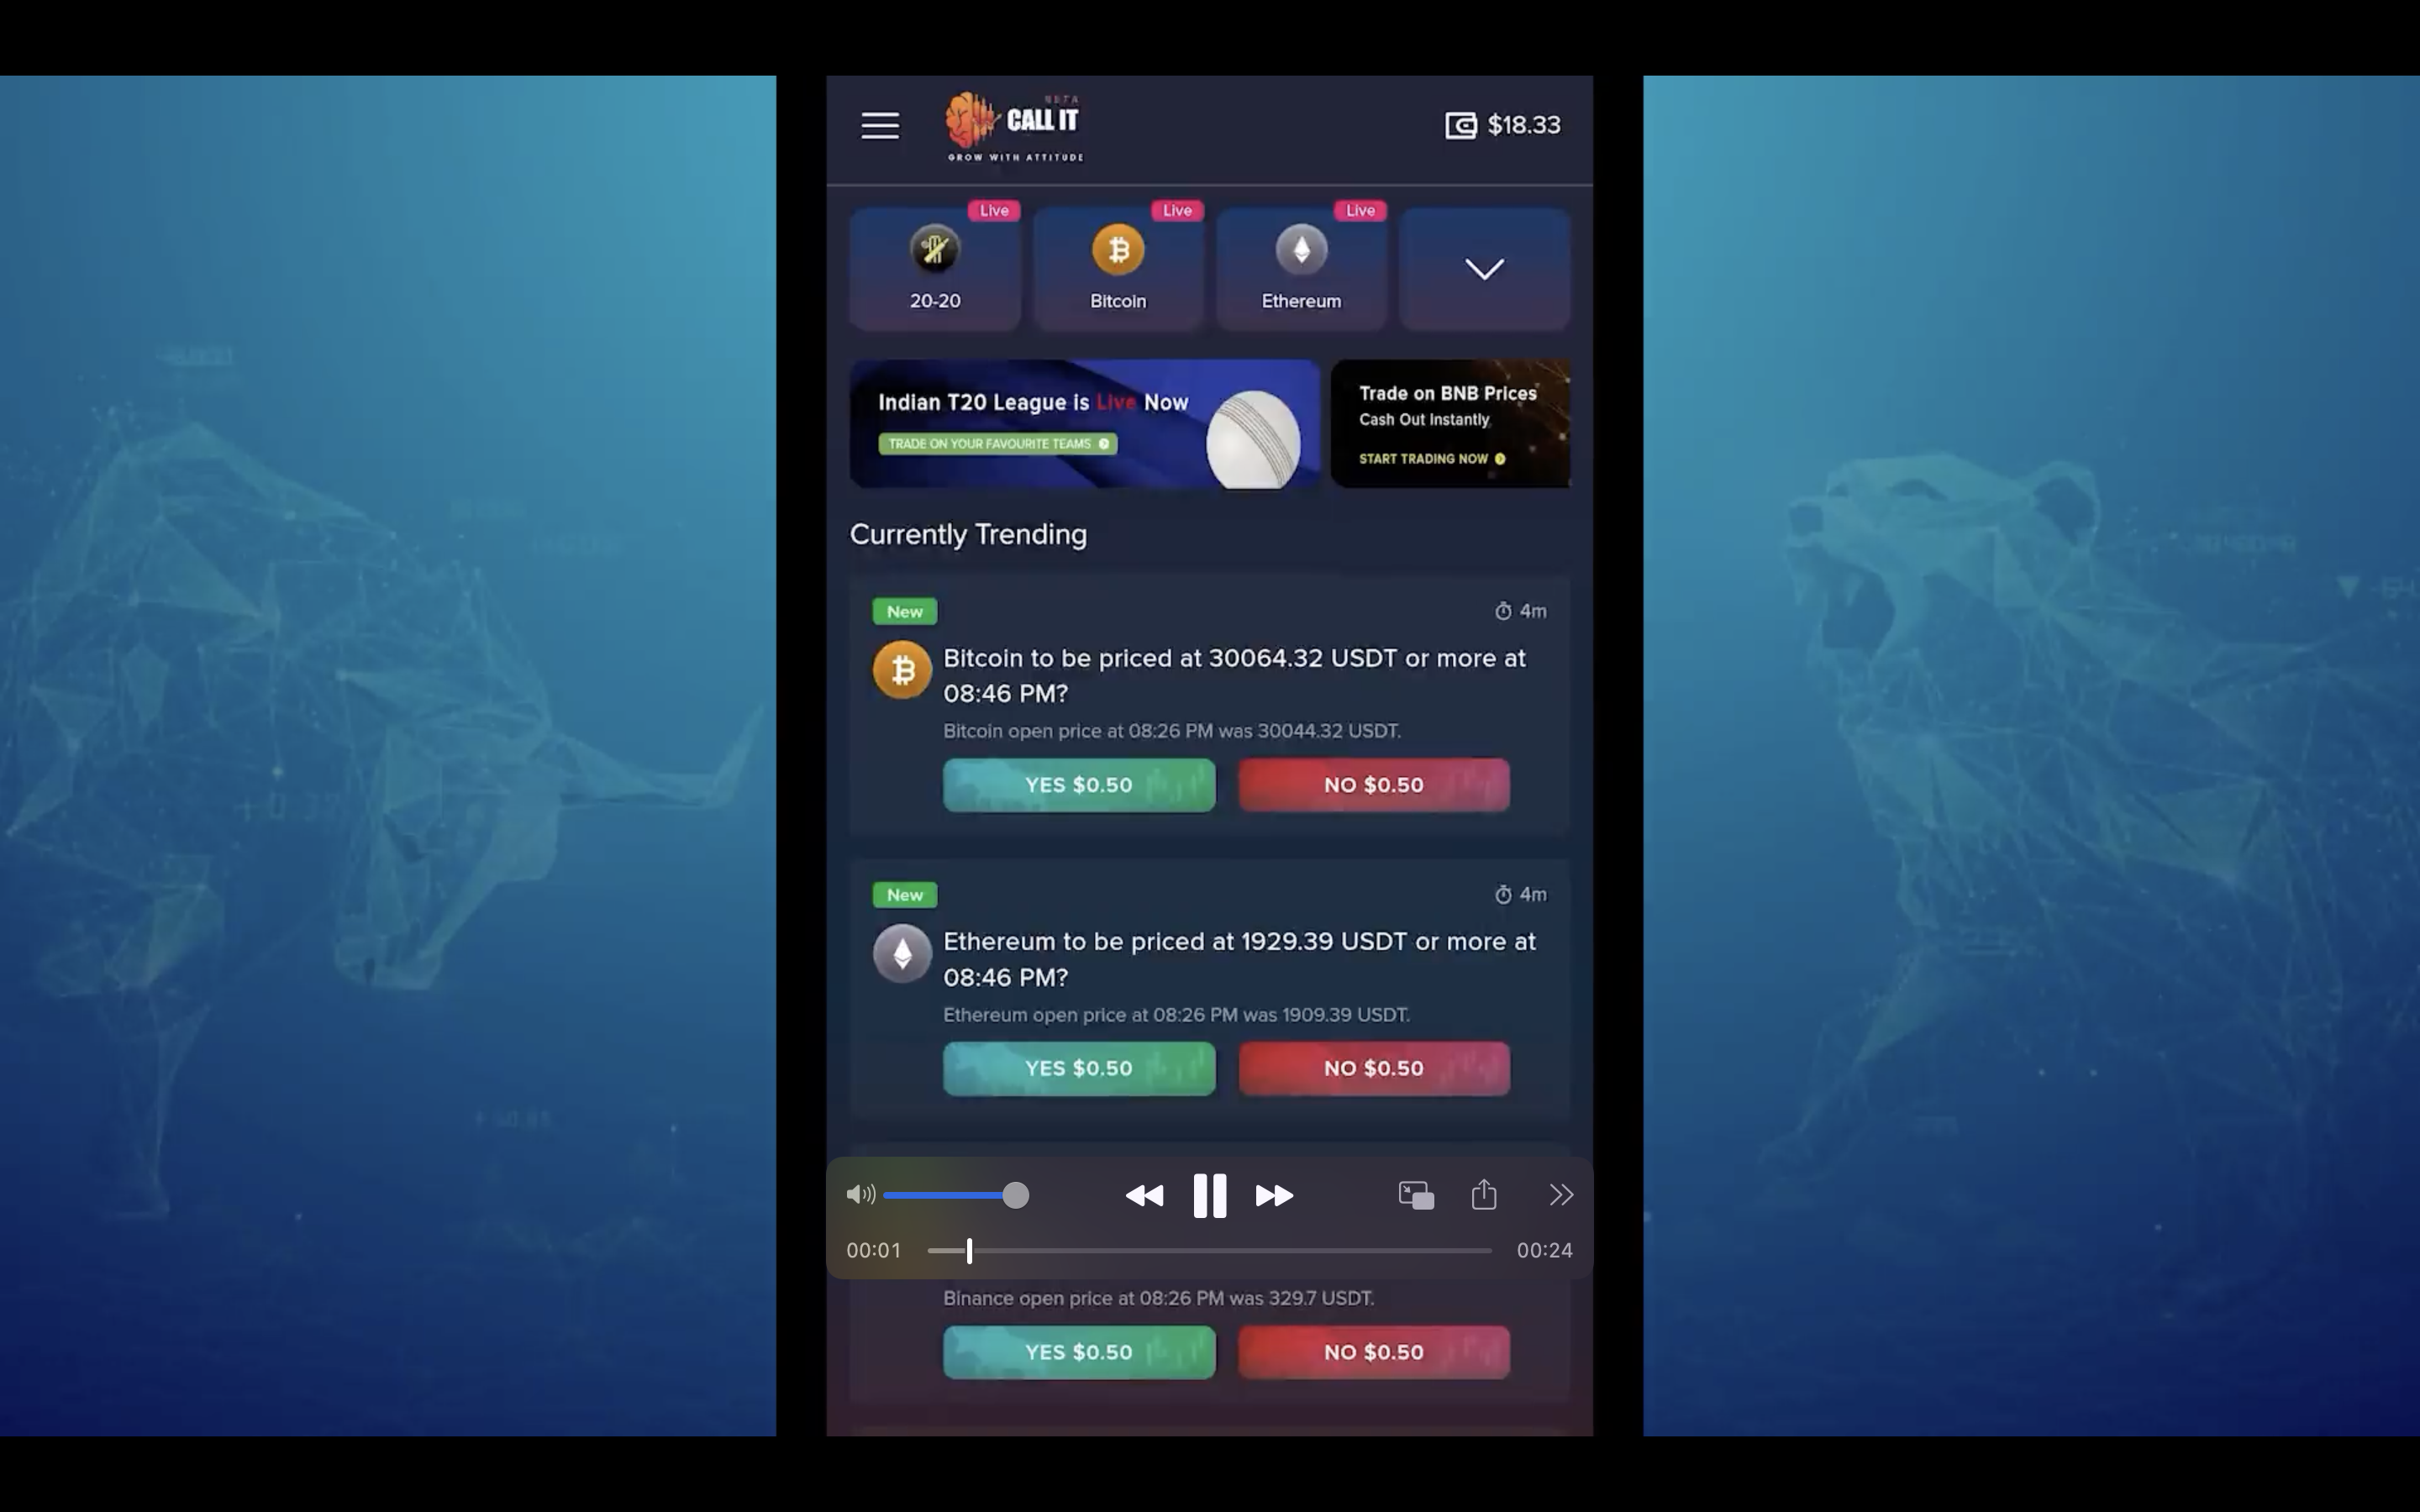 BETA
CALL IT
GROW WITH ATTITUDE
$18.33
Live
Live
Live
20-20
Bitcoin
Ethereum
Indian T20 League is Live Now
TRADE ON YOUR FAVOURITE TEAMS
Trade on BNB Prices
Cash Out Instantly
START TRADING NOW
Currently Trending
New
4m
Bitcoin to be priced at 30064.32 USDT or more at
08:46 PM?
Bitcoin open price at 08:26 PM was 30044.32 USDT.
YES $0.50
NO $0.50
New
4m
Ethereum to be priced at 1929.39 USDT or more at
08:46 PM?
Ethereum open price at 08:26 PM was 1909.39 USDT.
YES $0.50
NO $0.50
00:01
00:24
Binance open price at 08:26 PM was 329.7 USDT.
YES $0.50
NO $0.50